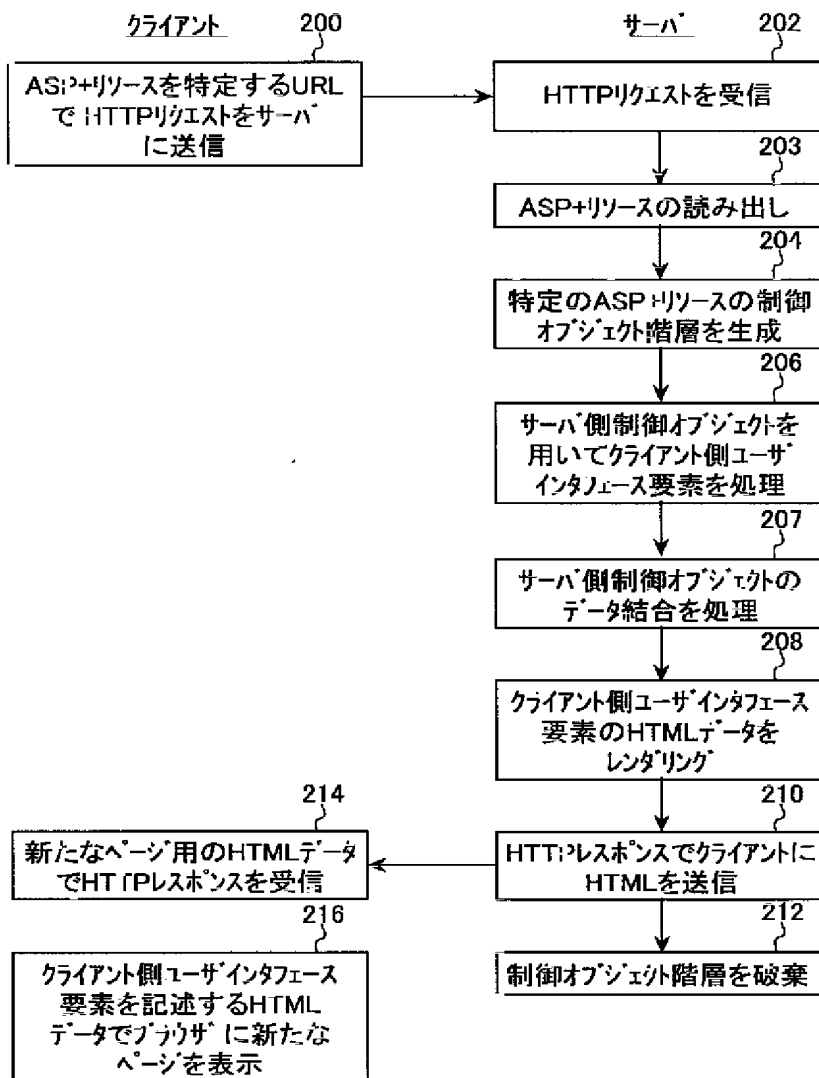 クライアント
200
ASP+リソースを特定するURL
でHTTPリクエストをサーバ
に送信
サーバ
202
HTTPリクエストを受信
203
ASP+リソースの読み出し
204
特定のASP+リソースの制御
オブジェクト階層を生成
206
サーバ側制御オブジェクトを
用いてクライアント側ユーザ
インタフェース要素を処理
207
サーバ側制御オブジェクトの
データ結合を処理
208
クライアント側ユーザインタフェース
要素のHTMLデータを
レンダリング
210
HTTPレスポンスでクライアントに
HTMLを送信
212
制御オブジェクト階層を破棄
214
新たなページ用のHTMLデータ
でHTTPレスポンスを受信
216
クライアント側ユーザインタフェース
要素を記述するHTML
データでブラウザに新たな
ページを表示